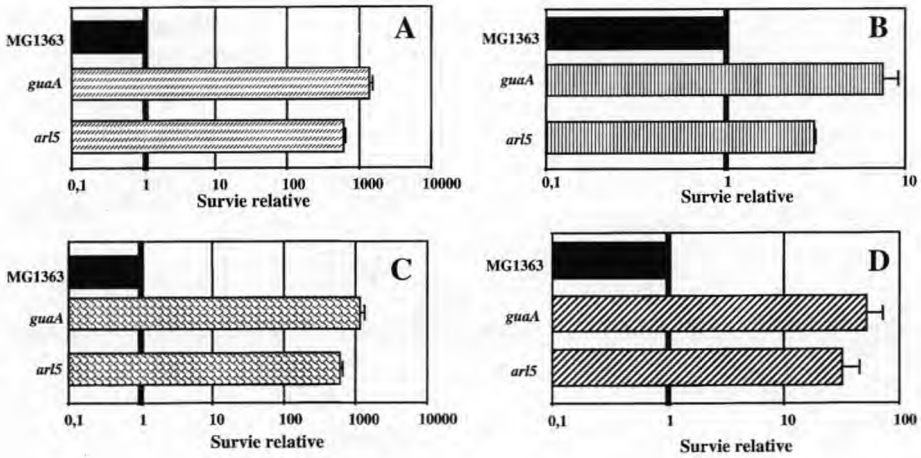 A
MG1363
guaA
arl5
0,1 1 10 100 1000 10000
Survie relative
B
MG1363
guaA
arl5
0,1 1 10
Survie relative
C
MG1363
guaA
arl5
0,1 1 10 100 1000 10000
Survie relative
D
MG1363
guaA
arl5
0,1 1 10 100
Survie relative